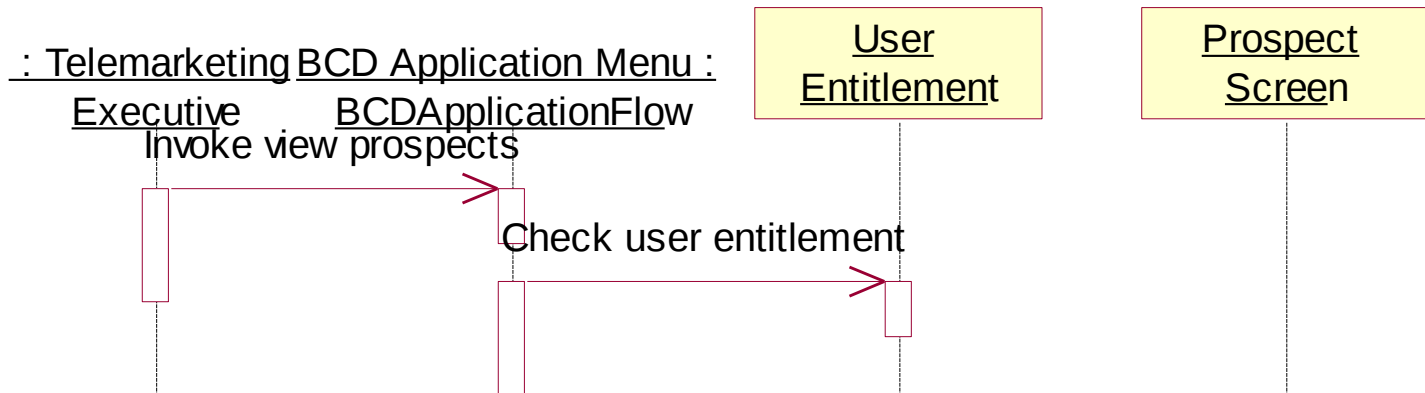 : Telemarketing
Executive
BCD Application Menu :
BCDApplicationFlow
User
Entitlement
Prospect
Screen
Invoke view prospects
Check user entitlement